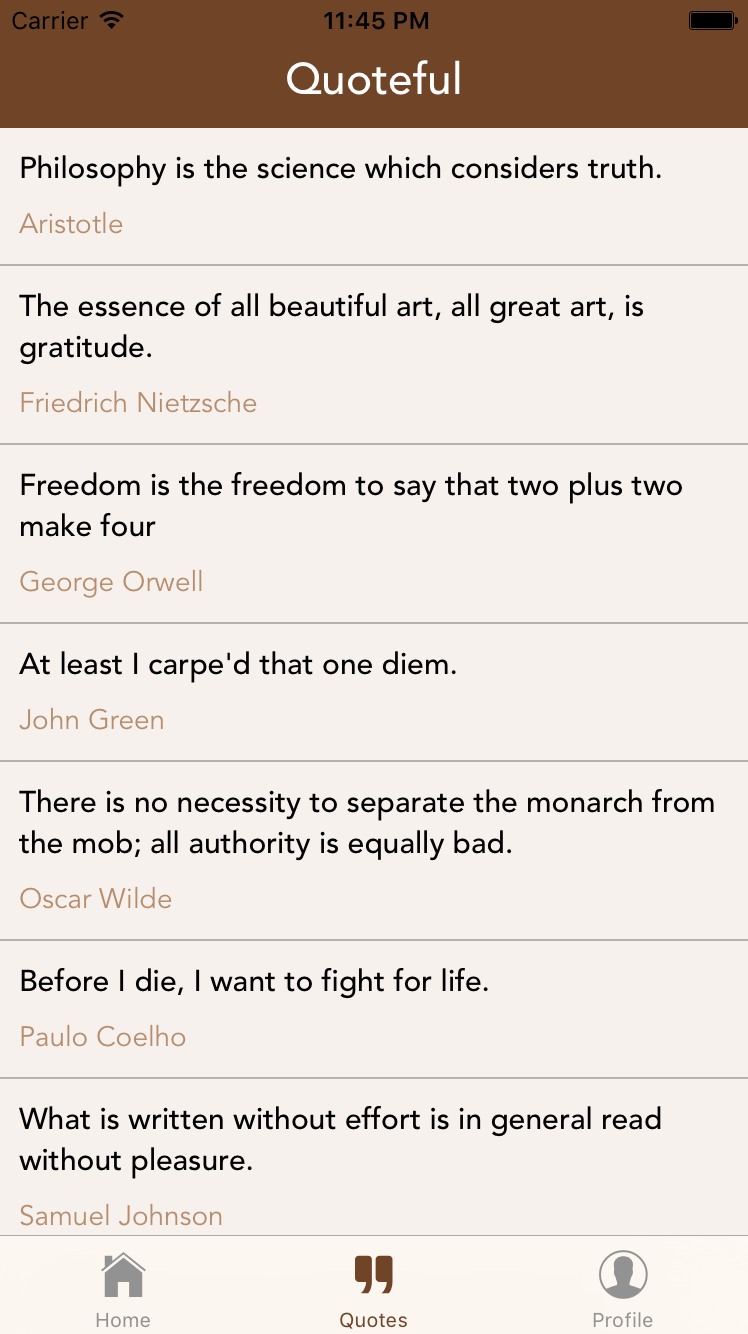 Carrier 11:45 PM
Quoteful
Philosophy is the science which considers truth.
Aristotle
The essence of all beautiful art, all great art, is
gratitude.
Friedrich Nietzsche
Freedom is the freedom to say that two plus two
make four
George Orwell
At least I carpe'd that one diem.
John Green
There is no necessity to separate the monarch from
the mob; all authority is equally bad.
Oscar Wilde
Before I die, I want to fight for life.
Paulo Coelho
What is written without effort is in general read
without pleasure.
Samuel Johnson
Home Quotes Profile